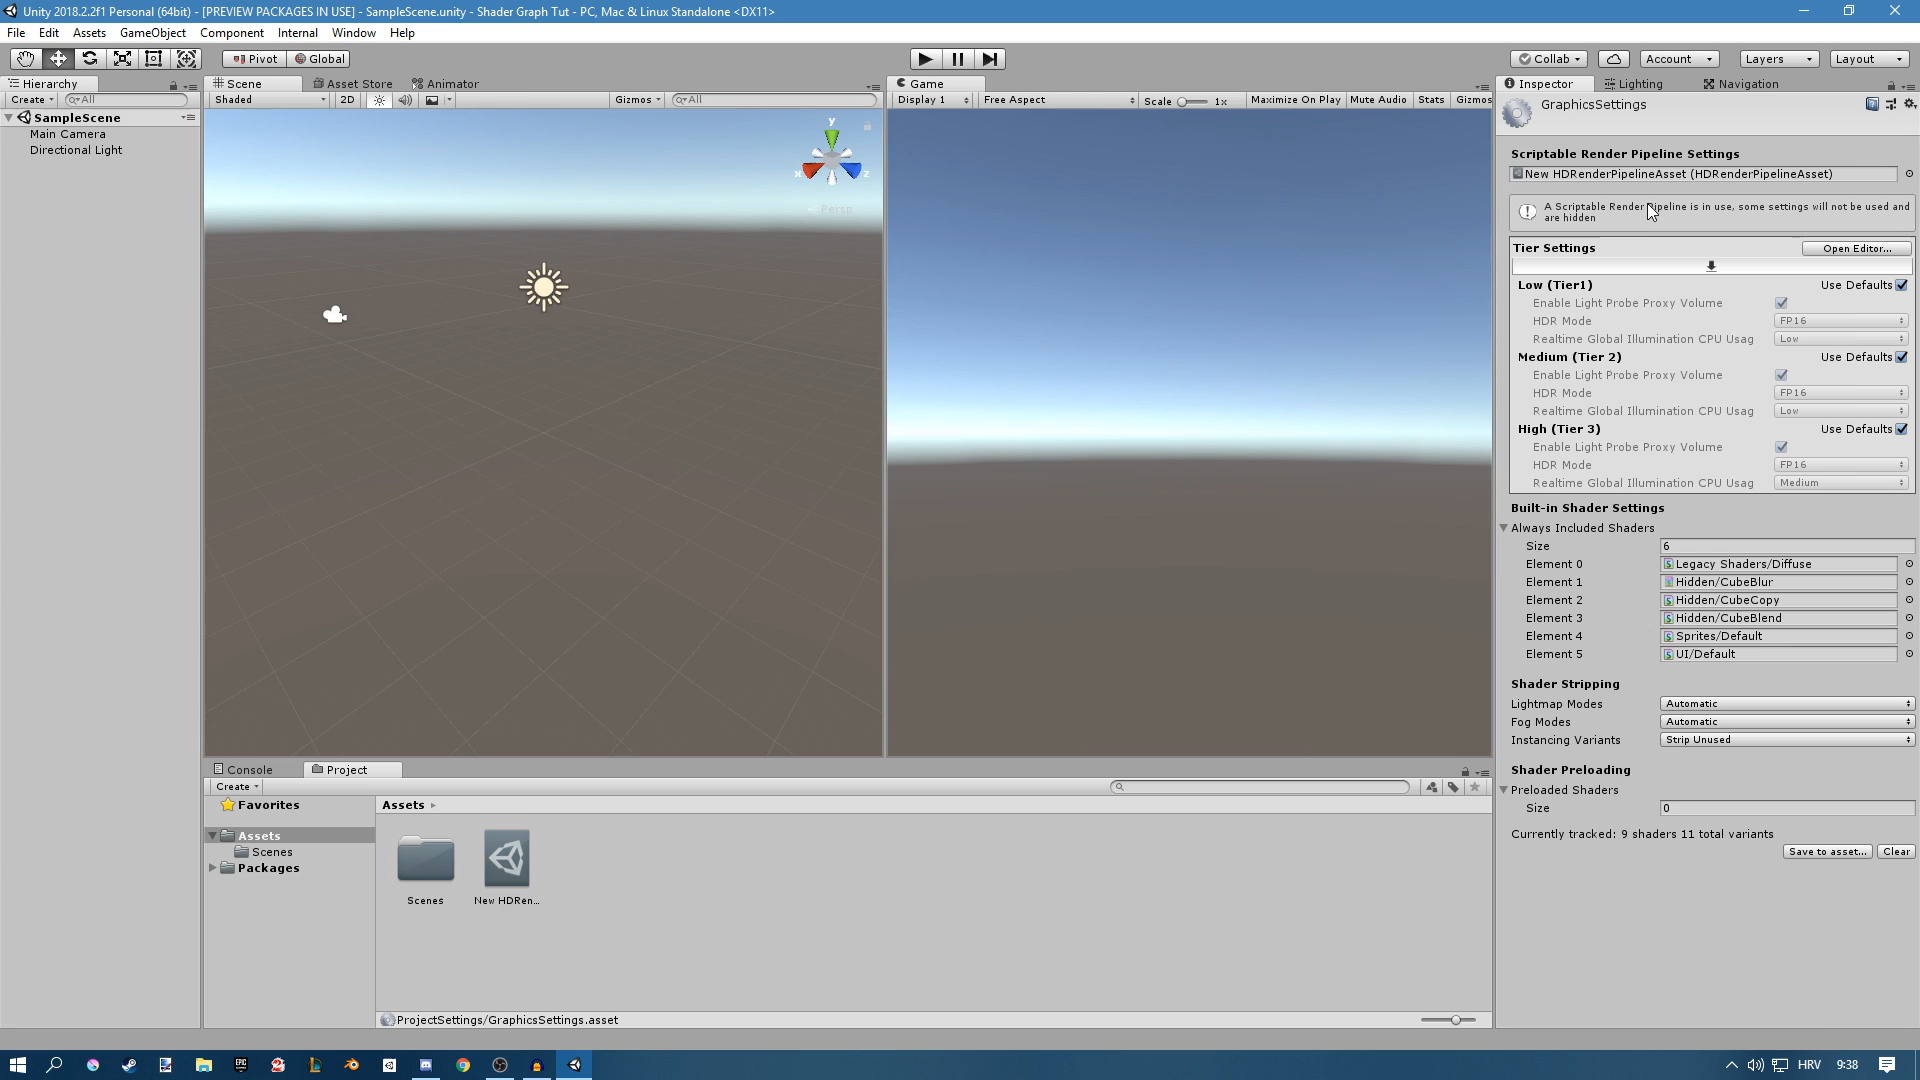 Unity 2018.2.2f1 Personal (64bit) - [PREVIEW PACKAGES IN USE] - SampleScene.unity - Shader Graph Tut - PC, Mac & Linux Standalone <DX11>
File Edit Assets GameObject Component Internal Window Help
Pivot Global Collab Account Layers Layout
Hierarchy
Create All
SampleScene
Main Camera
Directional Light
Scene Asset Store Animator
Shaded 2D Gizmos All
y
x z
Persp
Game
Display 1 Free Aspect Scale 1x Maximize On Play Mute Audio Stats Gizmos
Inspector Lighting Navigation
GraphicsSettings
Scriptable Render Pipeline Settings
New HDRenderPipelineAsset (HDRenderPipelineAsset)
A Scriptable Render Pipeline is in use, some settings will not be used and
are hidden
Tier Settings Open Editor...
Low (Tier1) Use Defaults
Enable Light Probe Proxy Volume
HDR Mode FP16
Realtime Global Illumination CPU Usag Low
Medium (Tier 2) Use Defaults
Enable Light Probe Proxy Volume
HDR Mode FP16
Realtime Global Illumination CPU Usag Low
High (Tier 3) Use Defaults
Enable Light Probe Proxy Volume
HDR Mode FP16
Realtime Global Illumination CPU Usag Medium
Built-in Shader Settings
Always Included Shaders
Size 6
Element 0 Legacy Shaders/Diffuse
Element 1 Hidden/CubeBlur
Element 2 Hidden/CubeCopy
Element 3 Hidden/CubeBlend
Element 4 Sprites/Default
Element 5 UI/Default
Shader Stripping
Lightmap Modes Automatic
Fog Modes Automatic
Instancing Variants Strip Unused
Shader Preloading
Preloaded Shaders
Size 0
Currently tracked: 9 shaders 11 total variants
Save to asset... Clear
Console Project
Create
Favorites
Assets
Scenes
Packages
Assets
Scenes New HDRen...
ProjectSettings/GraphicsSettings.asset
HRV 9:38